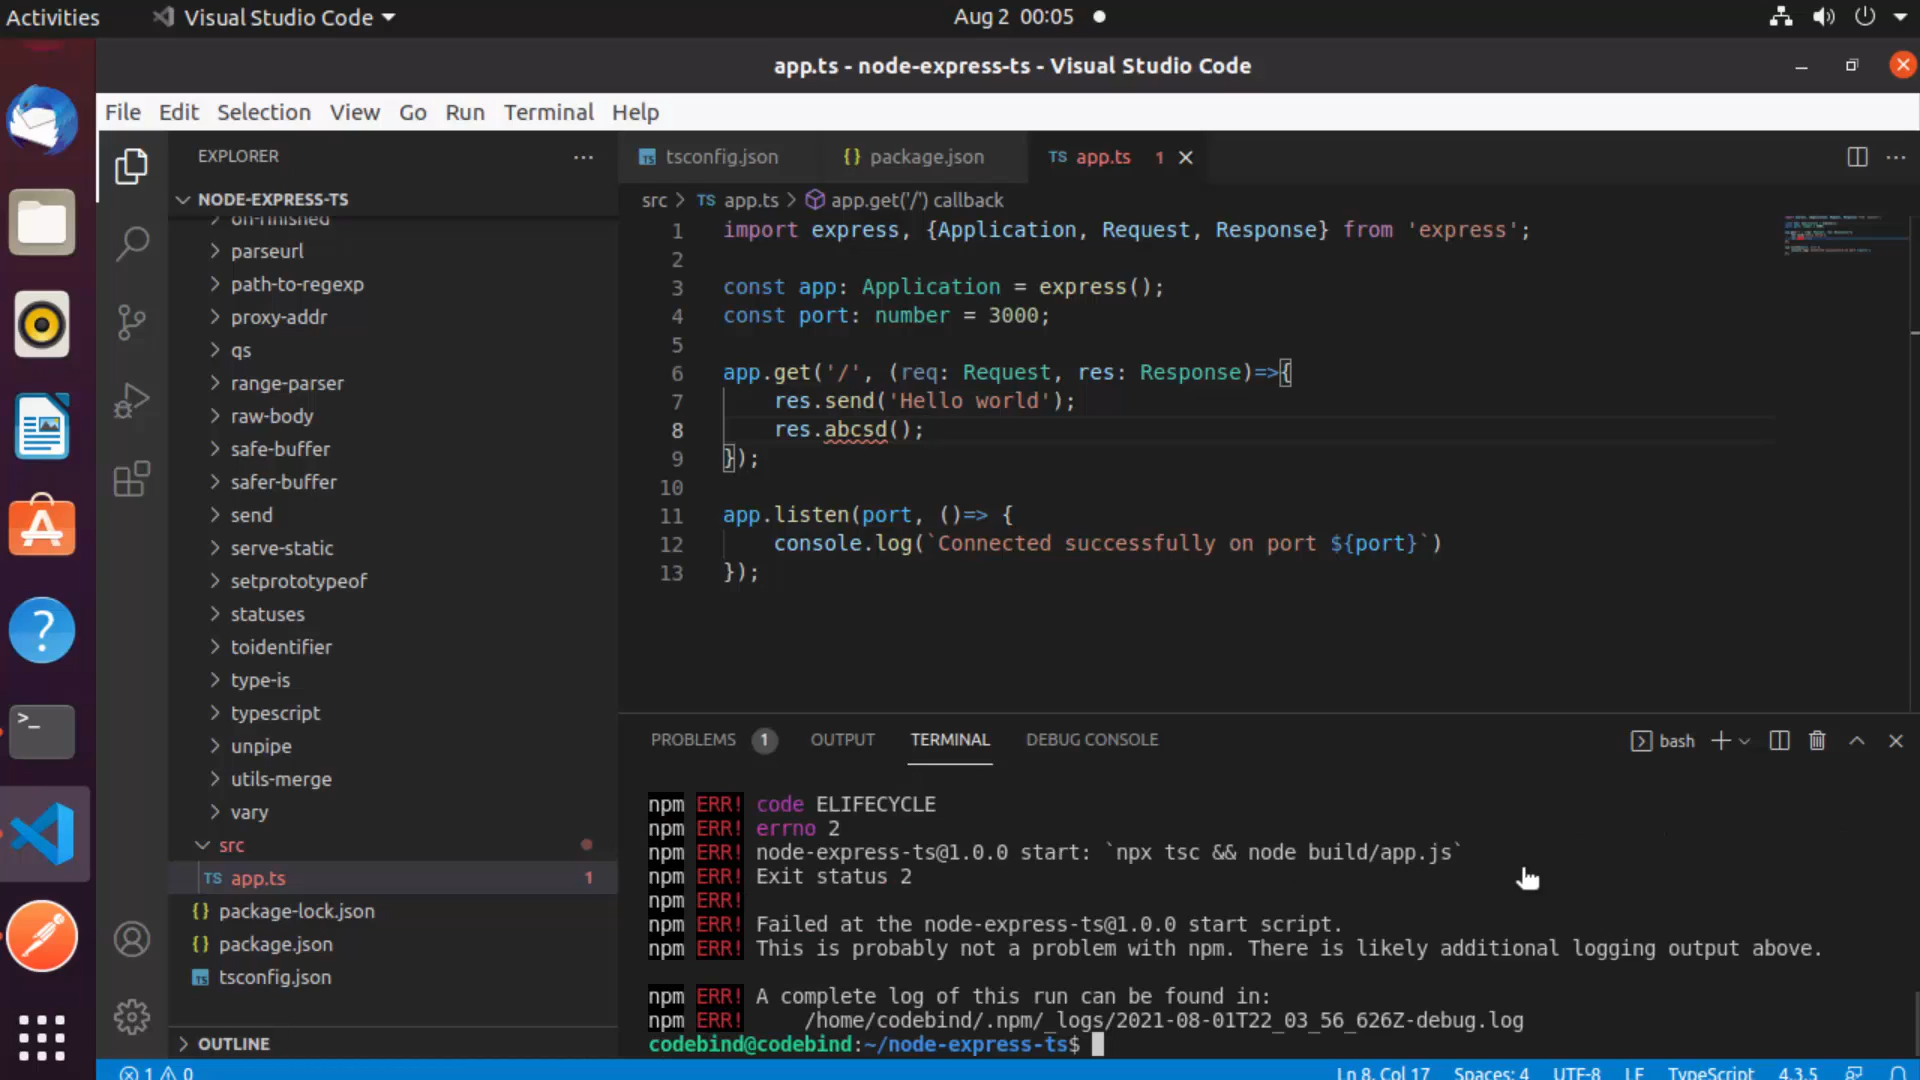 Activities
Visual Studio Code
Aug 2 00:05
app.ts - node-express-ts - Visual Studio Code
File Edit Selection View Go Run Terminal Help
EXPLORER
NODE-EXPRESS-TS
on-finished
parseurl
path-to-regexp
proxy-addr
qs
range-parser
raw-body
safe-buffer
safer-buffer
send
serve-static
setprototypeof
statuses
toidentifier
type-is
typescript
unpipe
utils-merge
vary
src
TS app.ts 1
{} package-lock.json
{} package.json
TS tsconfig.json
OUTLINE
TS tsconfig.json
{} package.json
TS app.ts 1
src > TS app.ts > app.get('/') callback
1 import express, {Application, Request, Response} from 'express';
2
3 const app: Application = express();
4 const port: number = 3000;
5
6 app.get('/', (req: Request, res: Response)=>{
7 res.send('Hello world');
8 res.abcsd();
9 });
10
11 app.listen(port, ()=> {
12 console.log(`Connected successfully on port ${port}`)
13 });
PROBLEMS 1 OUTPUT TERMINAL DEBUG CONSOLE
bash
npm ERR! code ELIFECYCLE
npm ERR! errno 2
npm ERR! node-express-ts@1.0.0 start: `npx tsc && node build/app.js`
npm ERR! Exit status 2
npm ERR!
npm ERR! Failed at the node-express-ts@1.0.0 start script.
npm ERR! This is probably not a problem with npm. There is likely additional logging output above.
npm ERR! A complete log of this run can be found in:
npm ERR! /home/codebind/.npm/_logs/2021-08-01T22_03_56_626Z-debug.log
codebind@codebind:~/node-express-ts$
1 0
Ln 8, Col 17 Spaces: 4 UTF-8 LF TypeScript 4.3.5